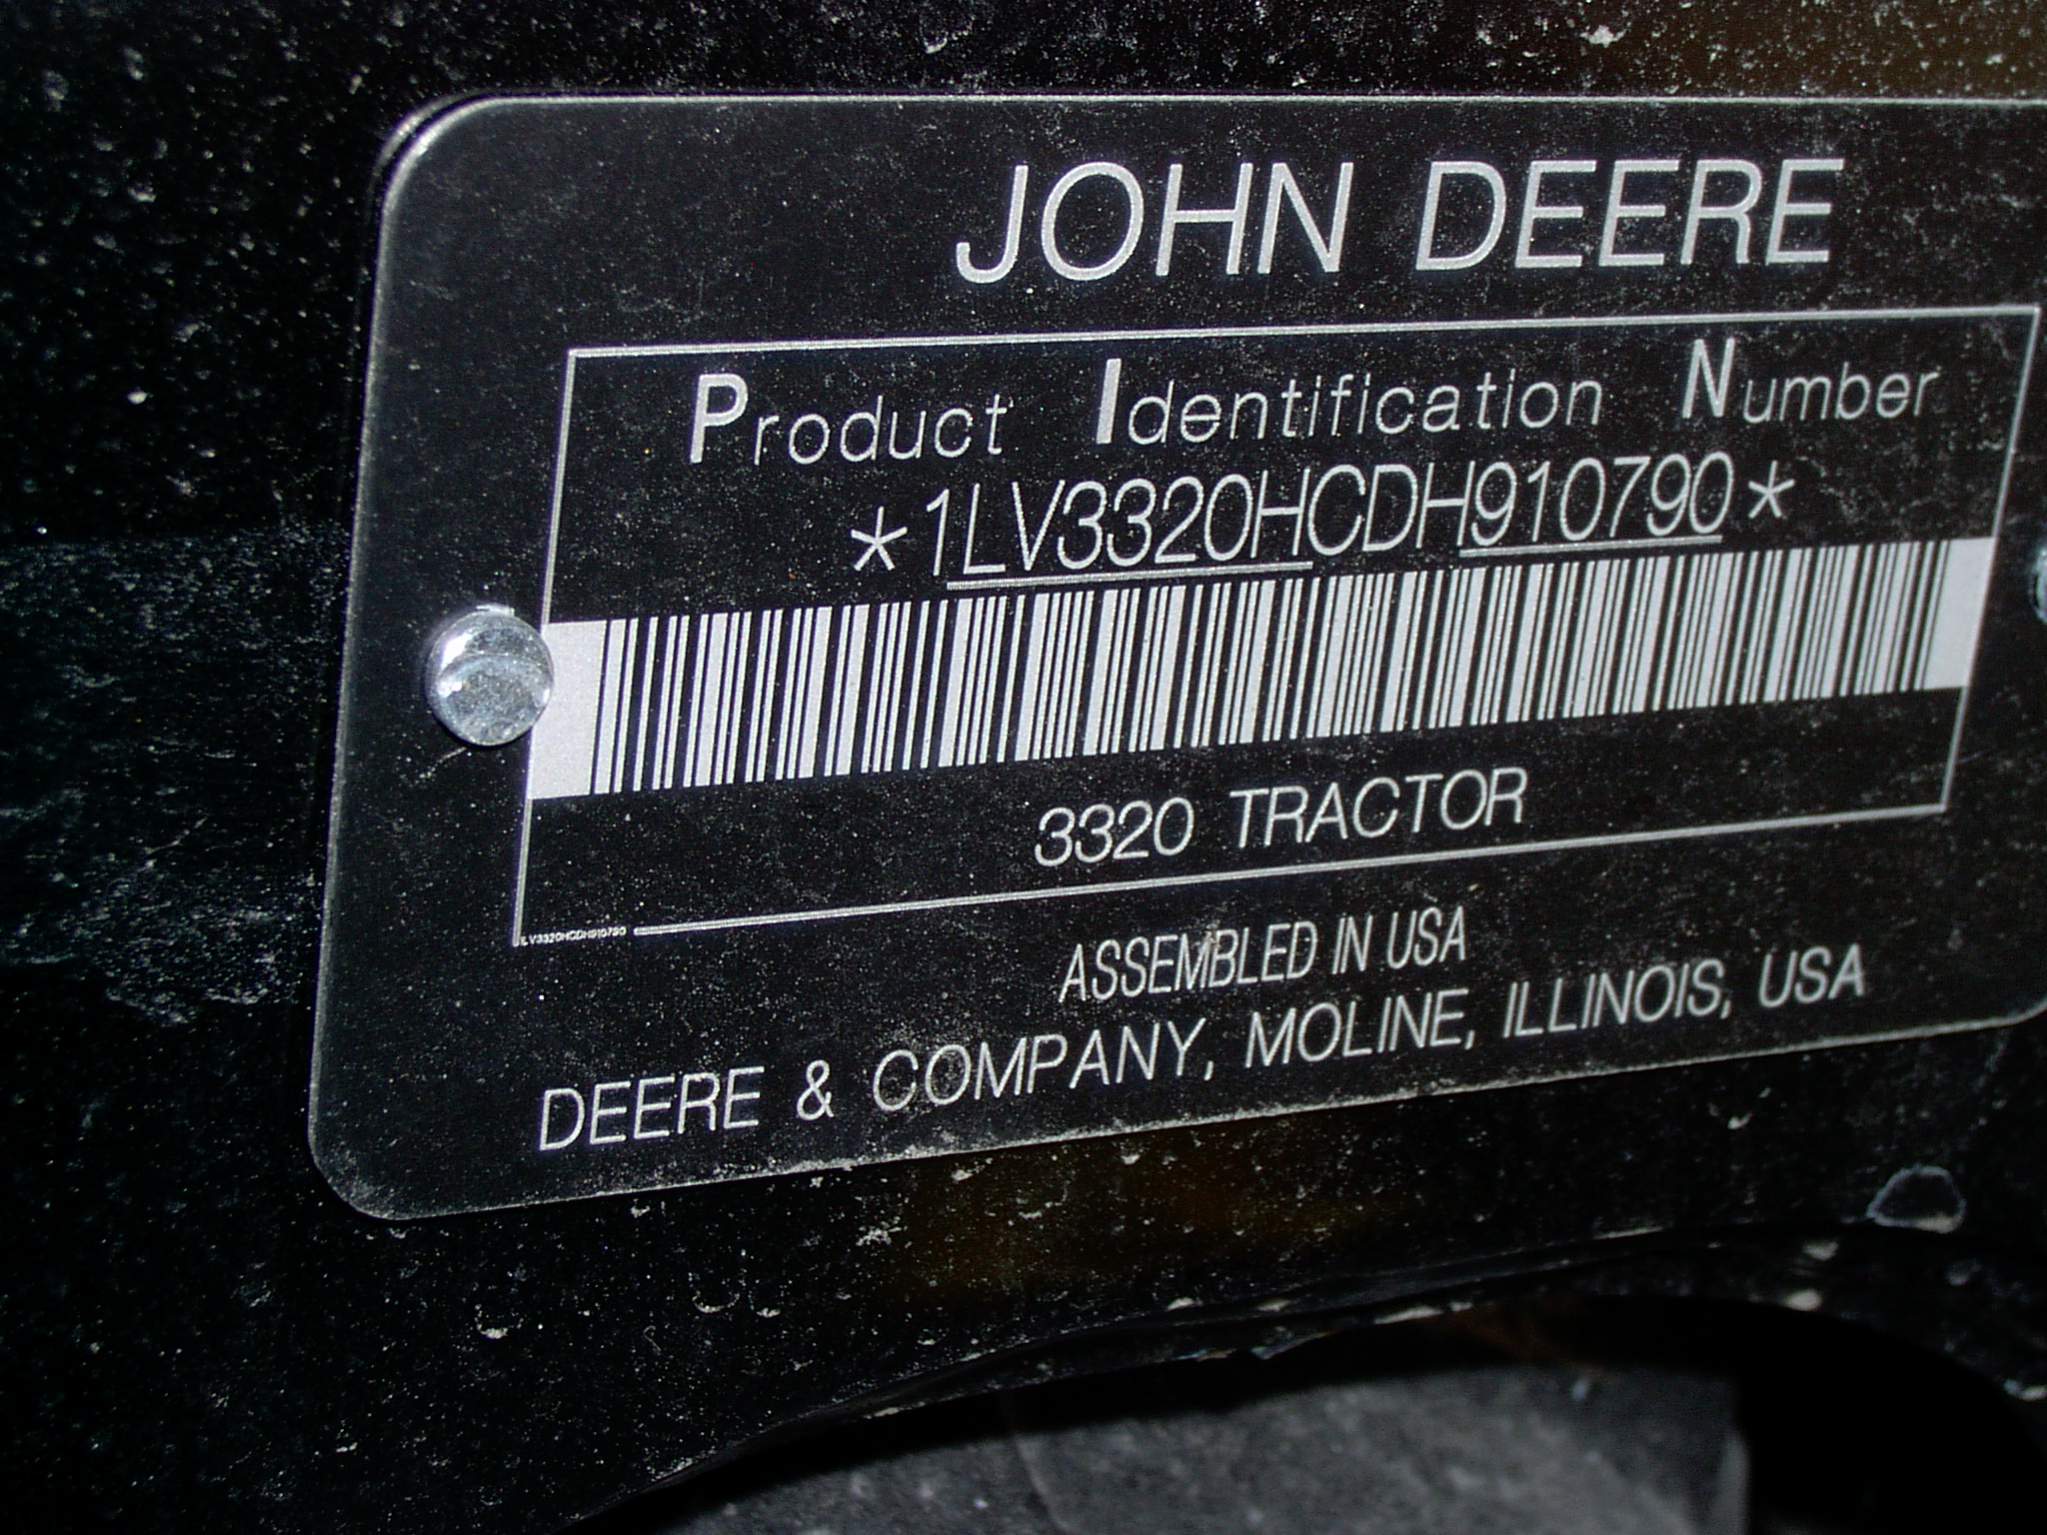 JOHN DEERE
Product Identification Number
*1LV3320HCDH910790*
3320 TRACTOR
1LV3320HCDH910790
ASSEMBLED IN USA
DEERE & COMPANY, MOLINE, ILLINOIS, USA